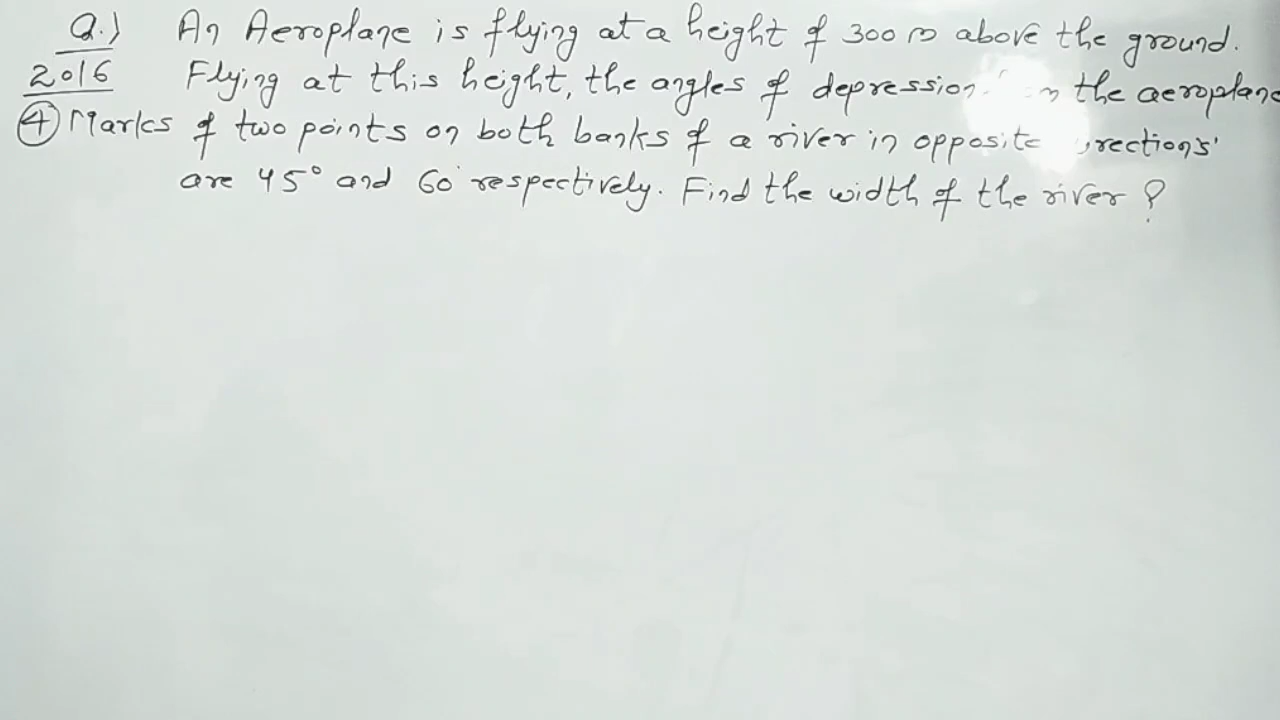 Q.) An Aeroplane is flying at a height of 300 m above the ground.
2016 Flying at this height, the angles of depression the aeroplane
④ Marks of two points on both banks of a river in opposite
are 45° and 60° respectively. Find the width of the river ?